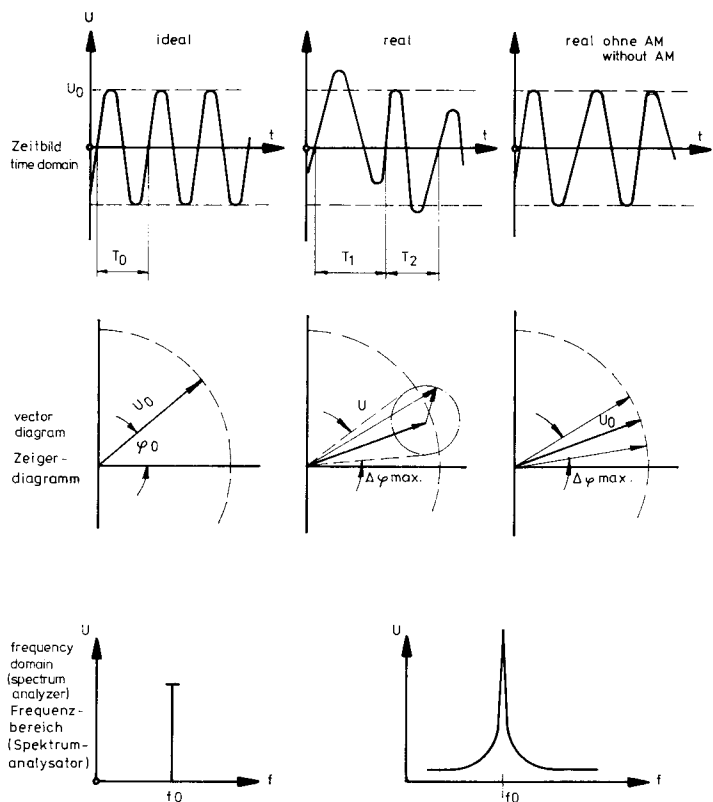 U
ideal
real
real ohne AM
without AM
U₀
t
t
t
Zeitbild
time domain
T₀
T₁
T₂
vector
diagram
Zeiger-
diagramm
U₀
φ₀
U
Δφ max.
U₀
Δφ max.
frequency
domain
(spectrum
analyzer)
Frequenz-
bereich
(Spektrum-
analysator)
U
f
f₀
U
f
f₀